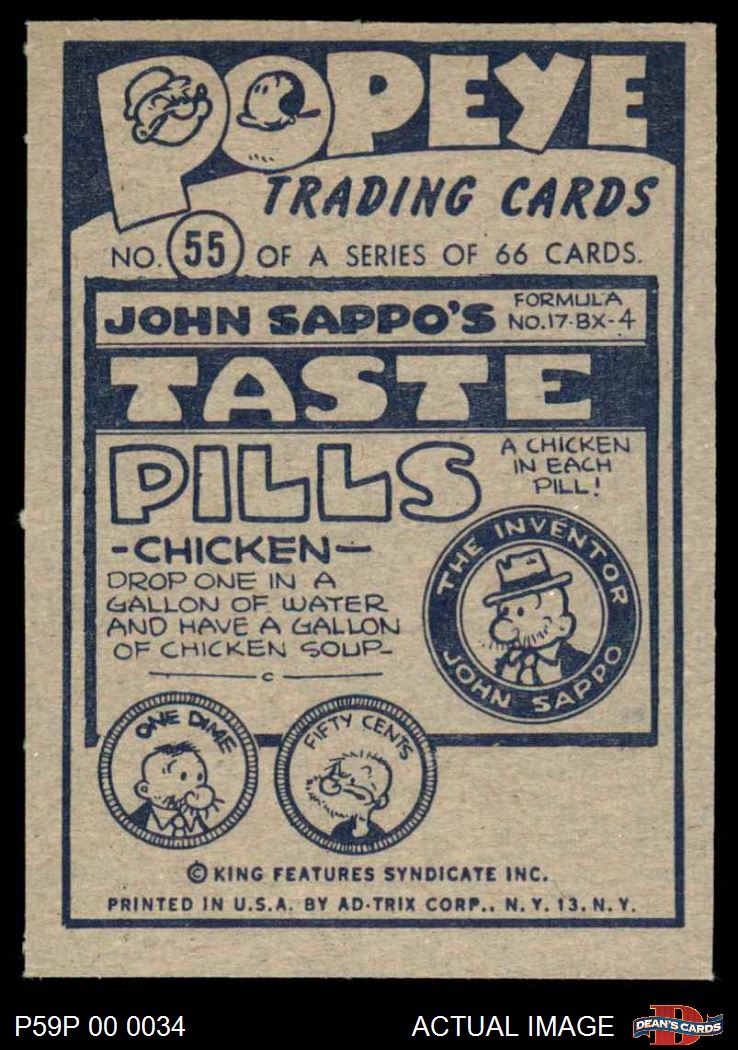 POPEYE
TRADING CARDS
NO. 55 OF A SERIES OF 66 CARDS.
JOHN SAPPO'S
FORMULA
NO.17-BX-4
TASTE
PILLS
A CHICKEN
IN EACH
PILL!
-CHICKEN-
DROP ONE IN A
GALLON OF WATER
AND HAVE A GALLON
OF CHICKEN SOUP-
C
THE INVENTOR
JOHN SAPPO
ONE DIME
FIFTY CENTS
© KING FEATURES SYNDICATE INC.
PRINTED IN U.S.A. BY AD-TRIX CORP., N.Y. 13, N.Y.
P59P 00 0034
ACTUAL IMAGE
D
DEAN'S CARDS